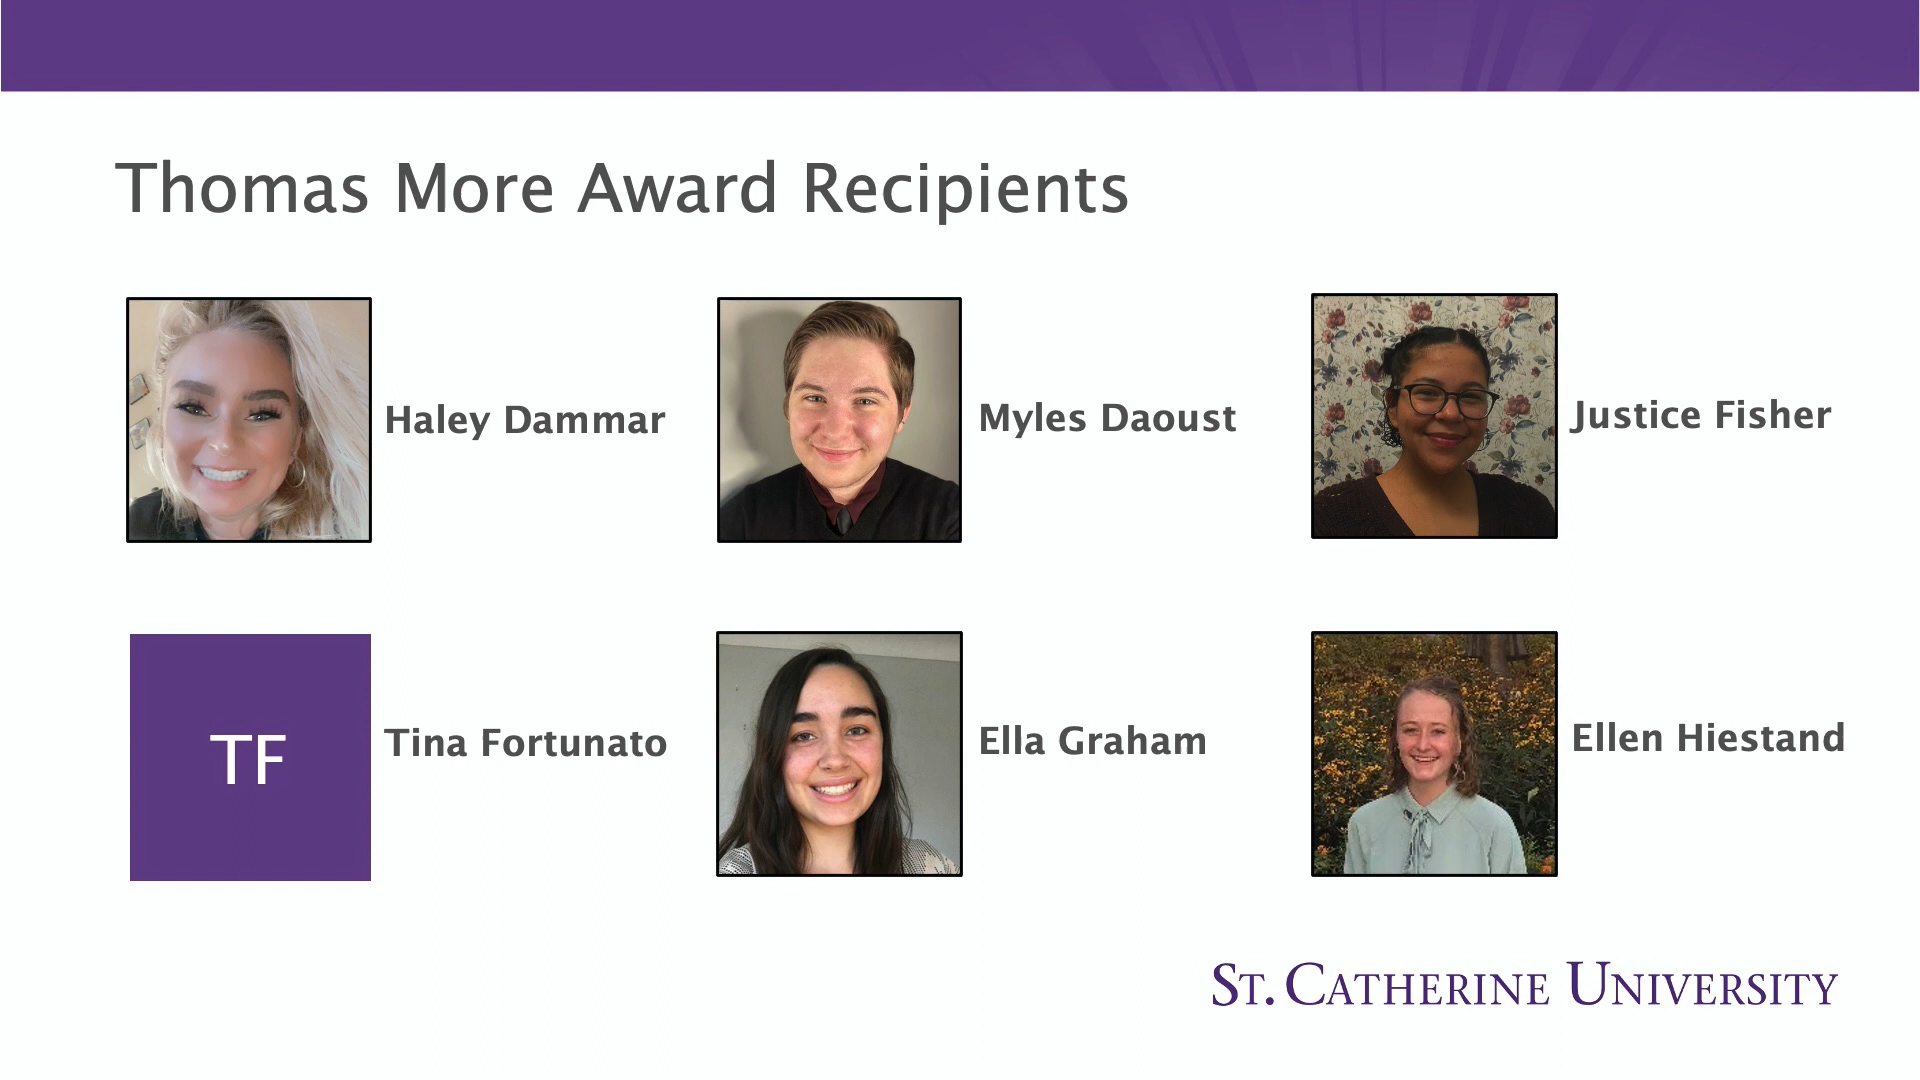 Thomas More Award Recipients
Haley Dammar
Myles Daoust
Justice Fisher
TF
Tina Fortunato
Ella Graham
Ellen Hiestand
ST. CATHERINE UNIVERSITY